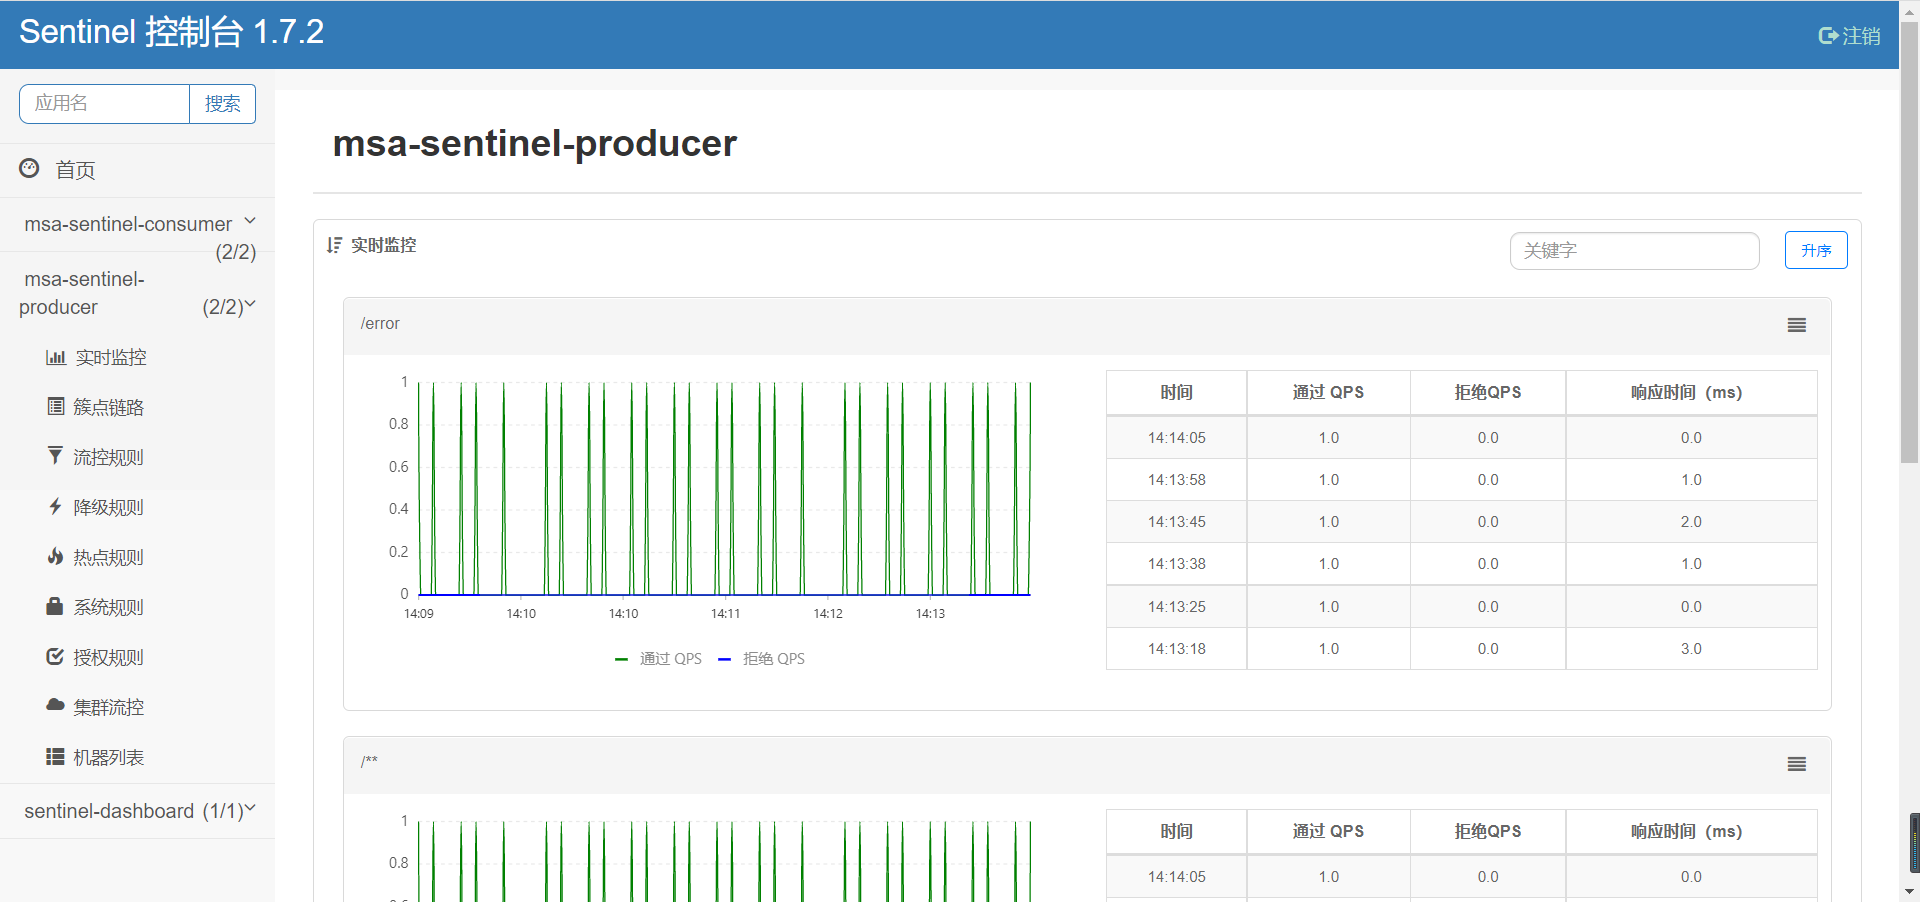 Sentinel 控制台 1.7.2
注销
应用名
搜索
首页
msa-sentinel-consumer
(2/2)
msa-sentinel-
producer (2/2)
实时监控
簇点链路
流控规则
降级规则
热点规则
系统规则
授权规则
集群流控
机器列表
sentinel-dashboard (1/1)
msa-sentinel-producer
实时监控
关键字
升序
/error
1
0.8
0.6
0.4
0.2
0
14:09 14:10 14:10 14:11 14:12 14:13
通过 QPS 拒绝 QPS
时间 通过 QPS 拒绝QPS 响应时间 (ms)
14:14:05 1.0 0.0 0.0
14:13:58 1.0 0.0 1.0
14:13:45 1.0 0.0 2.0
14:13:38 1.0 0.0 1.0
14:13:25 1.0 0.0 0.0
14:13:18 1.0 0.0 3.0
/**
1
0.8
时间 通过 QPS 拒绝QPS 响应时间 (ms)
14:14:05 1.0 0.0 0.0